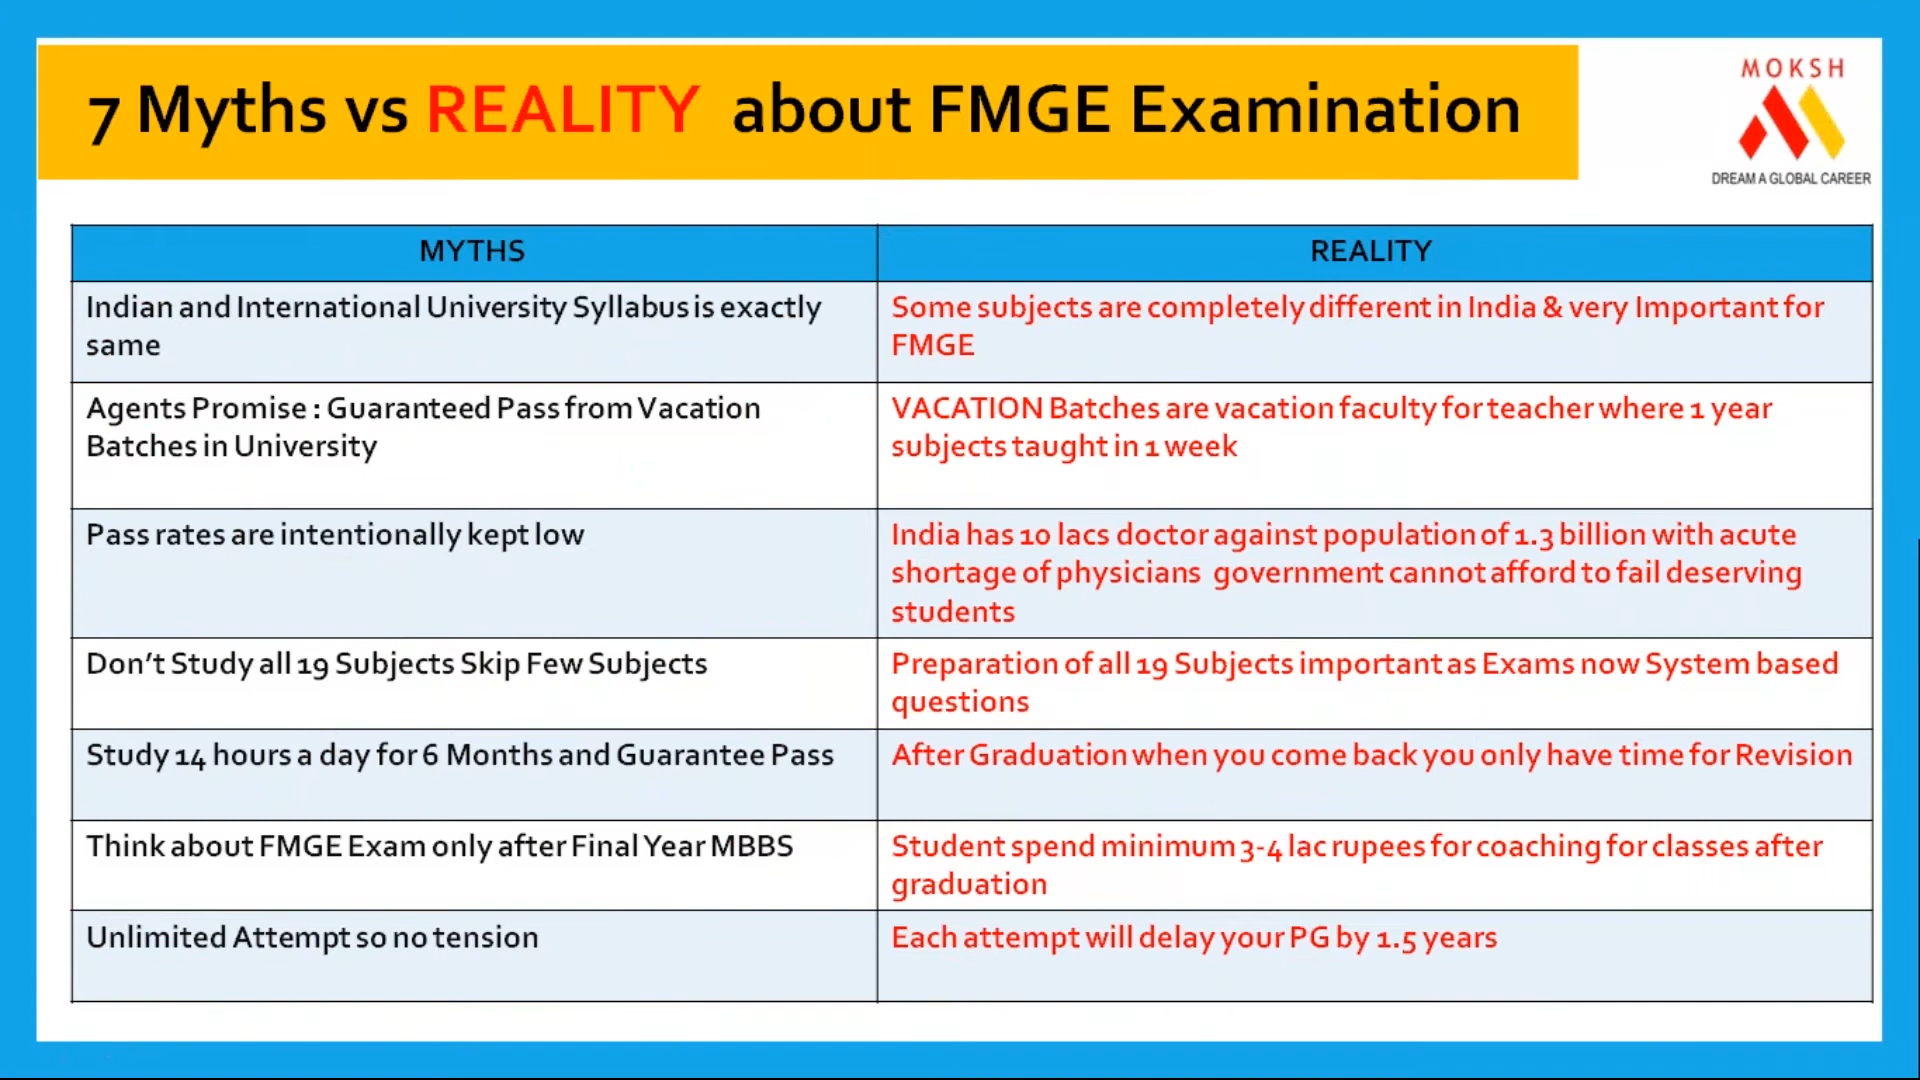 7 Myths vs REALITY about FMGE Examination
MOKSH
DREAM A GLOBAL CAREER
MYTHS
REALITY
Indian and International University Syllabus is exactly
same
Some subjects are completely different in India & very Important for
FMGE
Agents Promise : Guaranteed Pass from Vacation
Batches in University
VACATION Batches are vacation faculty for teacher where 1 year
subjects taught in 1 week
Pass rates are intentionally kept low
India has 10 lacs doctor against population of 1.3 billion with acute
shortage of physicians government cannot afford to fail deserving
students
Don't Study all 19 Subjects Skip Few Subjects
Preparation of all 19 Subjects important as Exams now System based
questions
Study 14 hours a day for 6 Months and Guarantee Pass
After Graduation when you come back you only have time for Revision
Think about FMGE Exam only after Final Year MBBS
Student spend minimum 3-4 lac rupees for coaching for classes after
graduation
Unlimited Attempt so no tension
Each attempt will delay your PG by 1.5 years